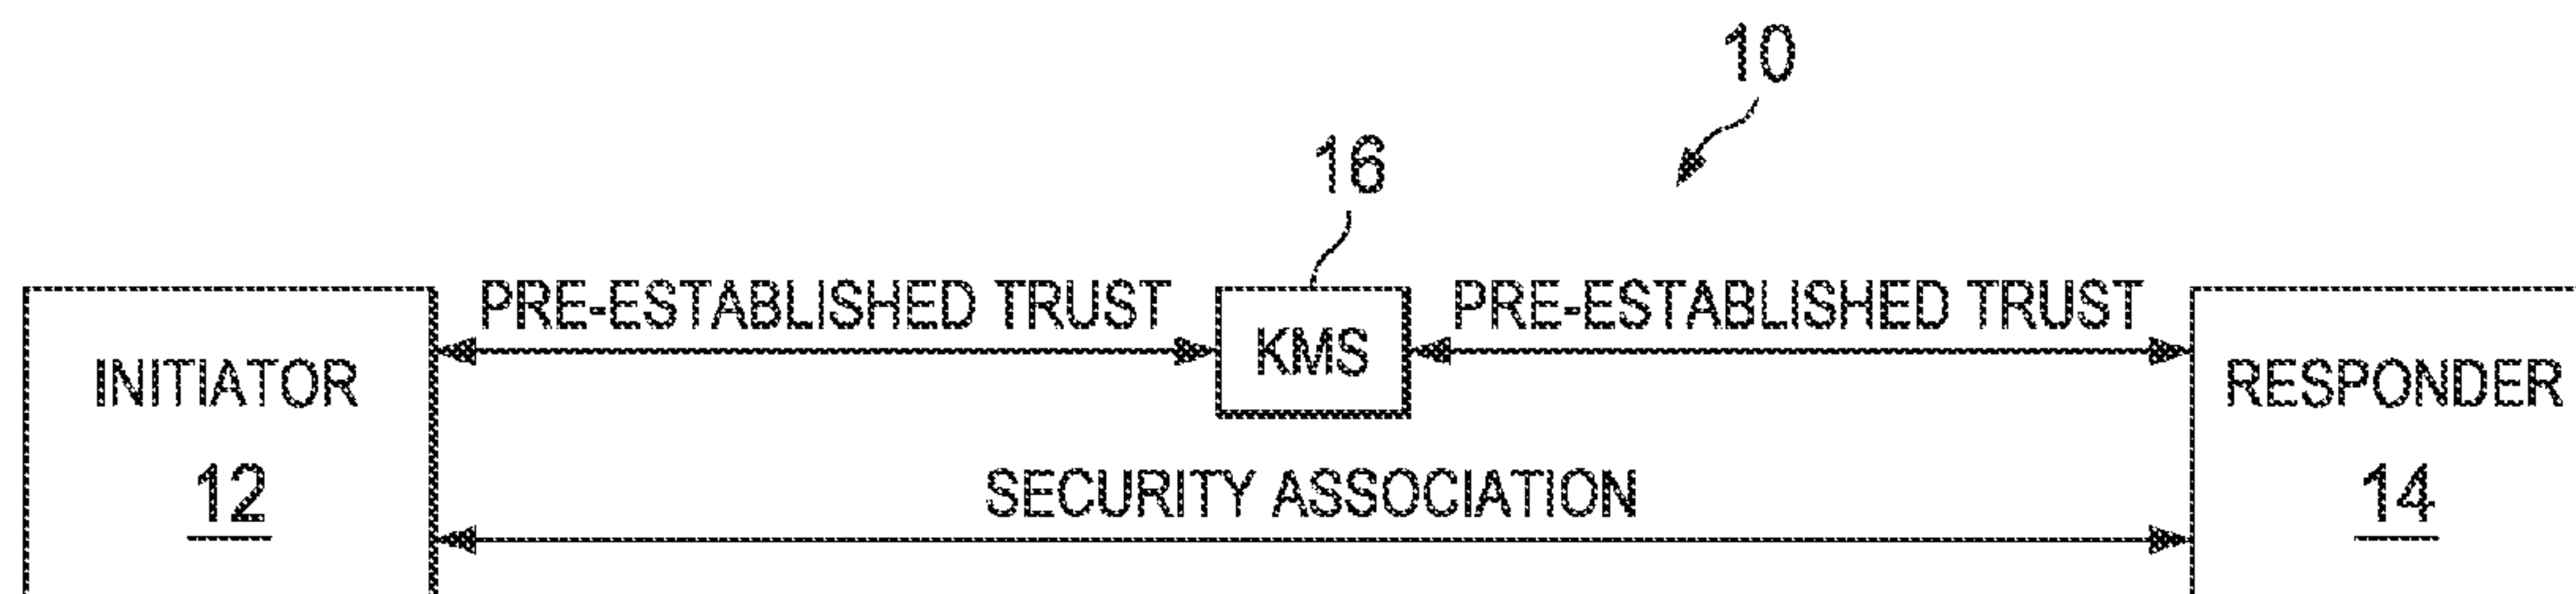 10
16
PRE-ESTABLISHED TRUST
PRE-ESTABLISHED TRUST
INITIATOR
12
KMS
RESPONDER
14
SECURITY ASSOCIATION